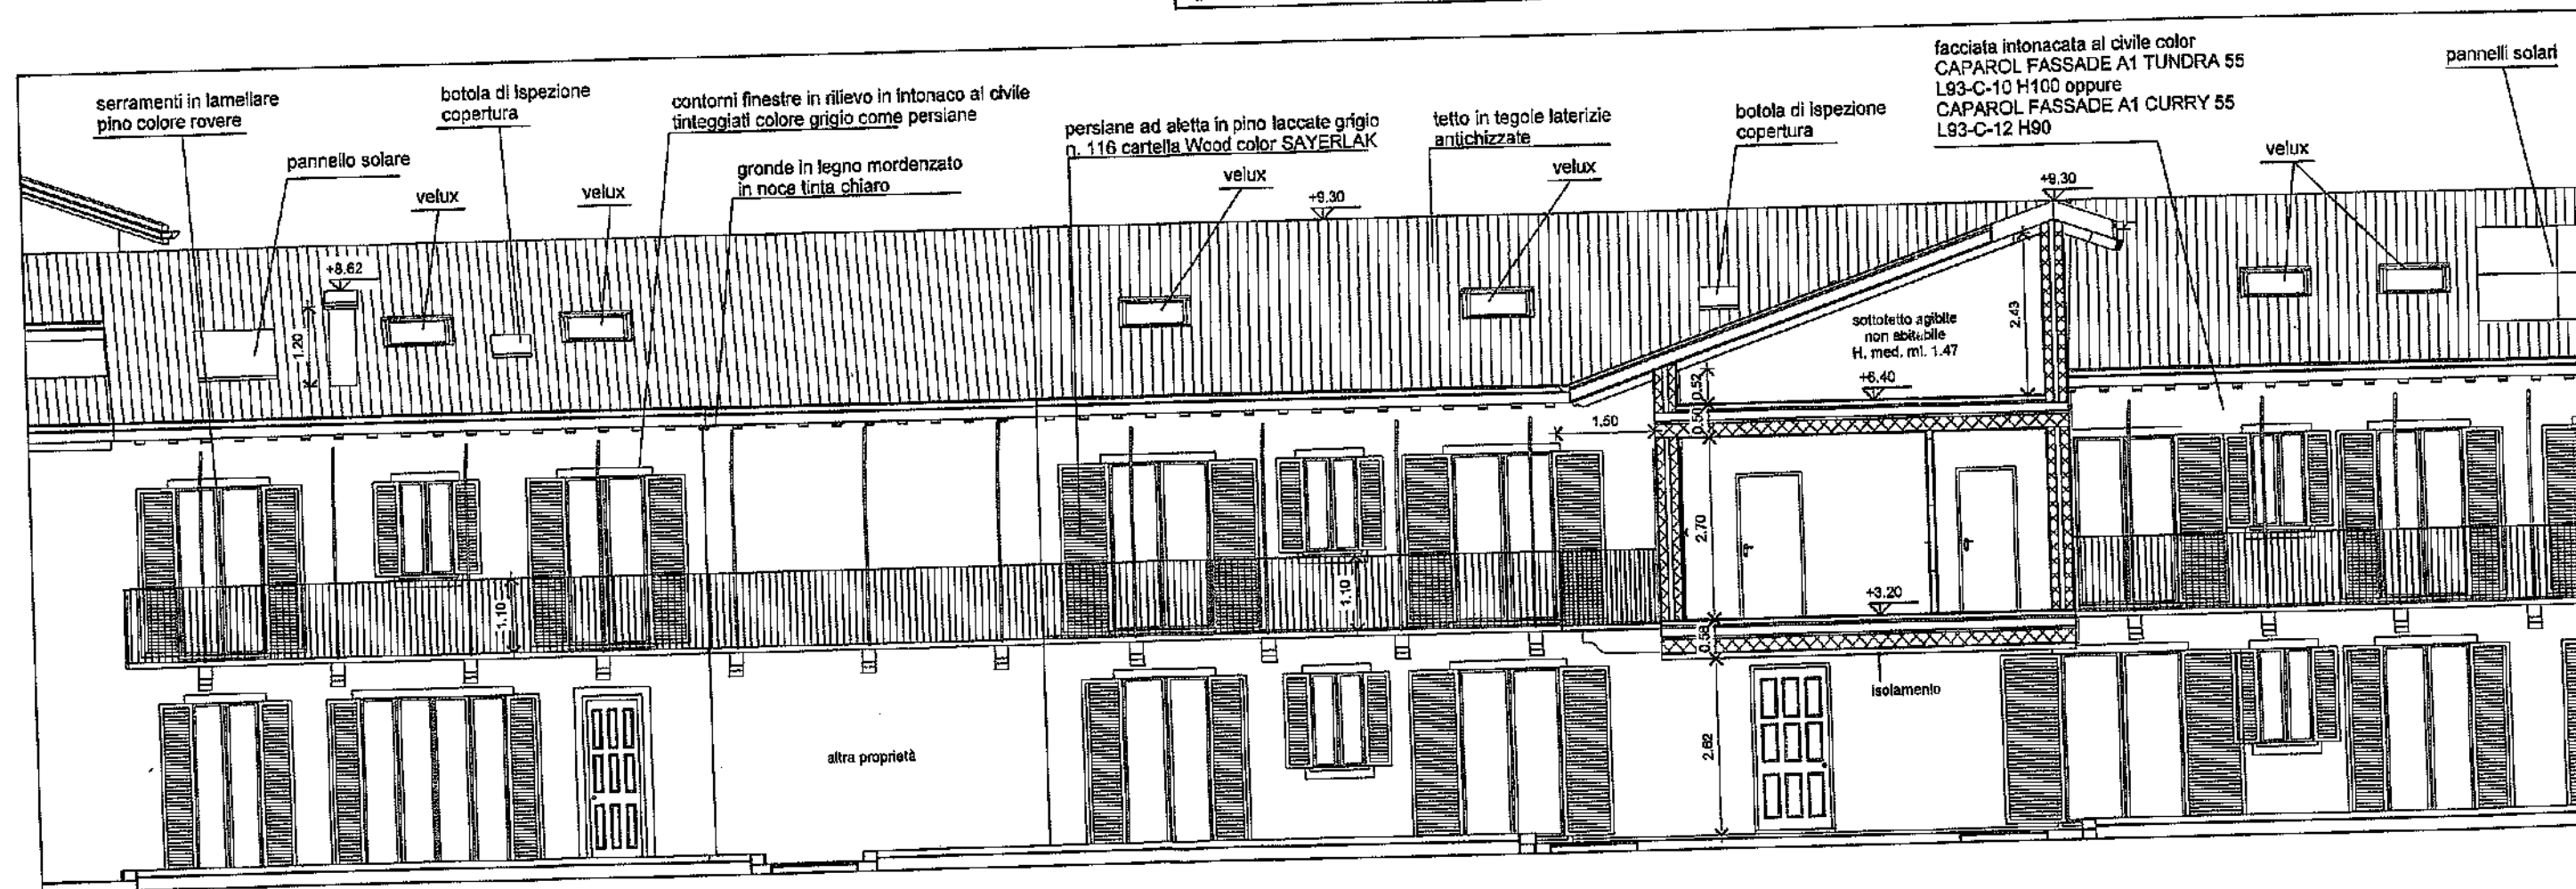 serramenti in lamellare
pino colore rovere
pannello solare
botola di ispezione
copertura
velux
velux
contorni finestre in rilievo in intonaco al civile
tinteggiati colore grigio come persiane
gronde in legno mordenzato
in noce tinta chiaro
persiane ad aletta in pino laccate grigio
n. 116 cartella Wood color SAYERLAK
velux
+9.30
tetto in tegole laterizie
antichizzate
velux
botola di ispezione
copertura
facciata intonacata al civile color
CAPAROL FASSADE A1 TUNDRA 55
L93-C-10 H100 oppure
CAPAROL FASSADE A1 CURRY 55
L93-C-12 H90
+9.30
velux
pannelli solari
+8.62
1.20
sottotetto agibile
non abitabile
H. med. ml. 1.47
2.43
+6.40
0.52
0.50
1.50
2.70
1.10
1.10
+3.20
0.58
isolamento
2.62
altra proprietà